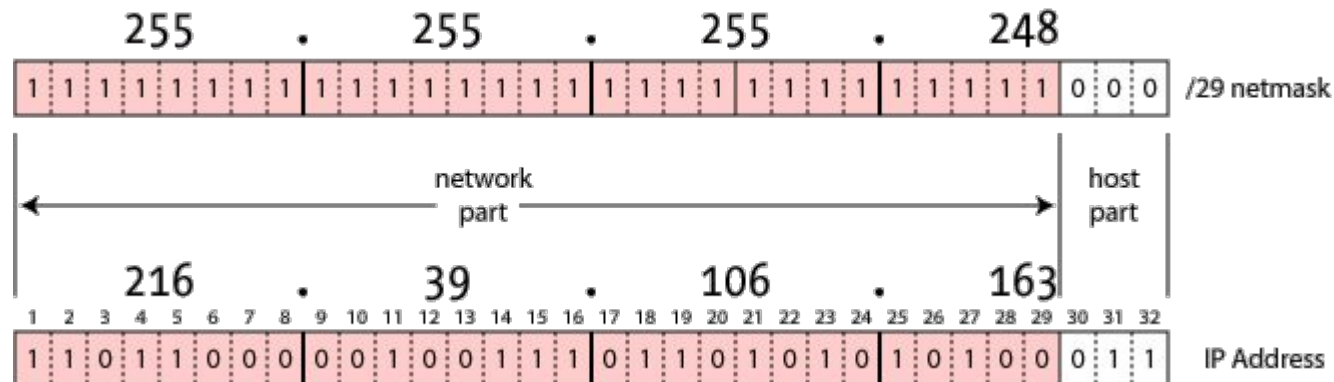 255 . 255 . 255 . 248
1 1 1 1 1 1 1 1 1 1 1 1 1 1 1 1 1 1 1 1 1 1 1 1 1 1 1 1 1 0 0 0 /29 netmask
network host
part part
216 . 39 . 106 . 163
1 2 3 4 5 6 7 8 9 10 11 12 13 14 15 16 17 18 19 20 21 22 23 24 25 26 27 28 29 30 31 32
1 1 0 1 1 0 0 0 0 0 1 0 0 1 1 1 0 1 1 0 1 0 1 0 1 0 1 0 0 0 1 1 IP Address